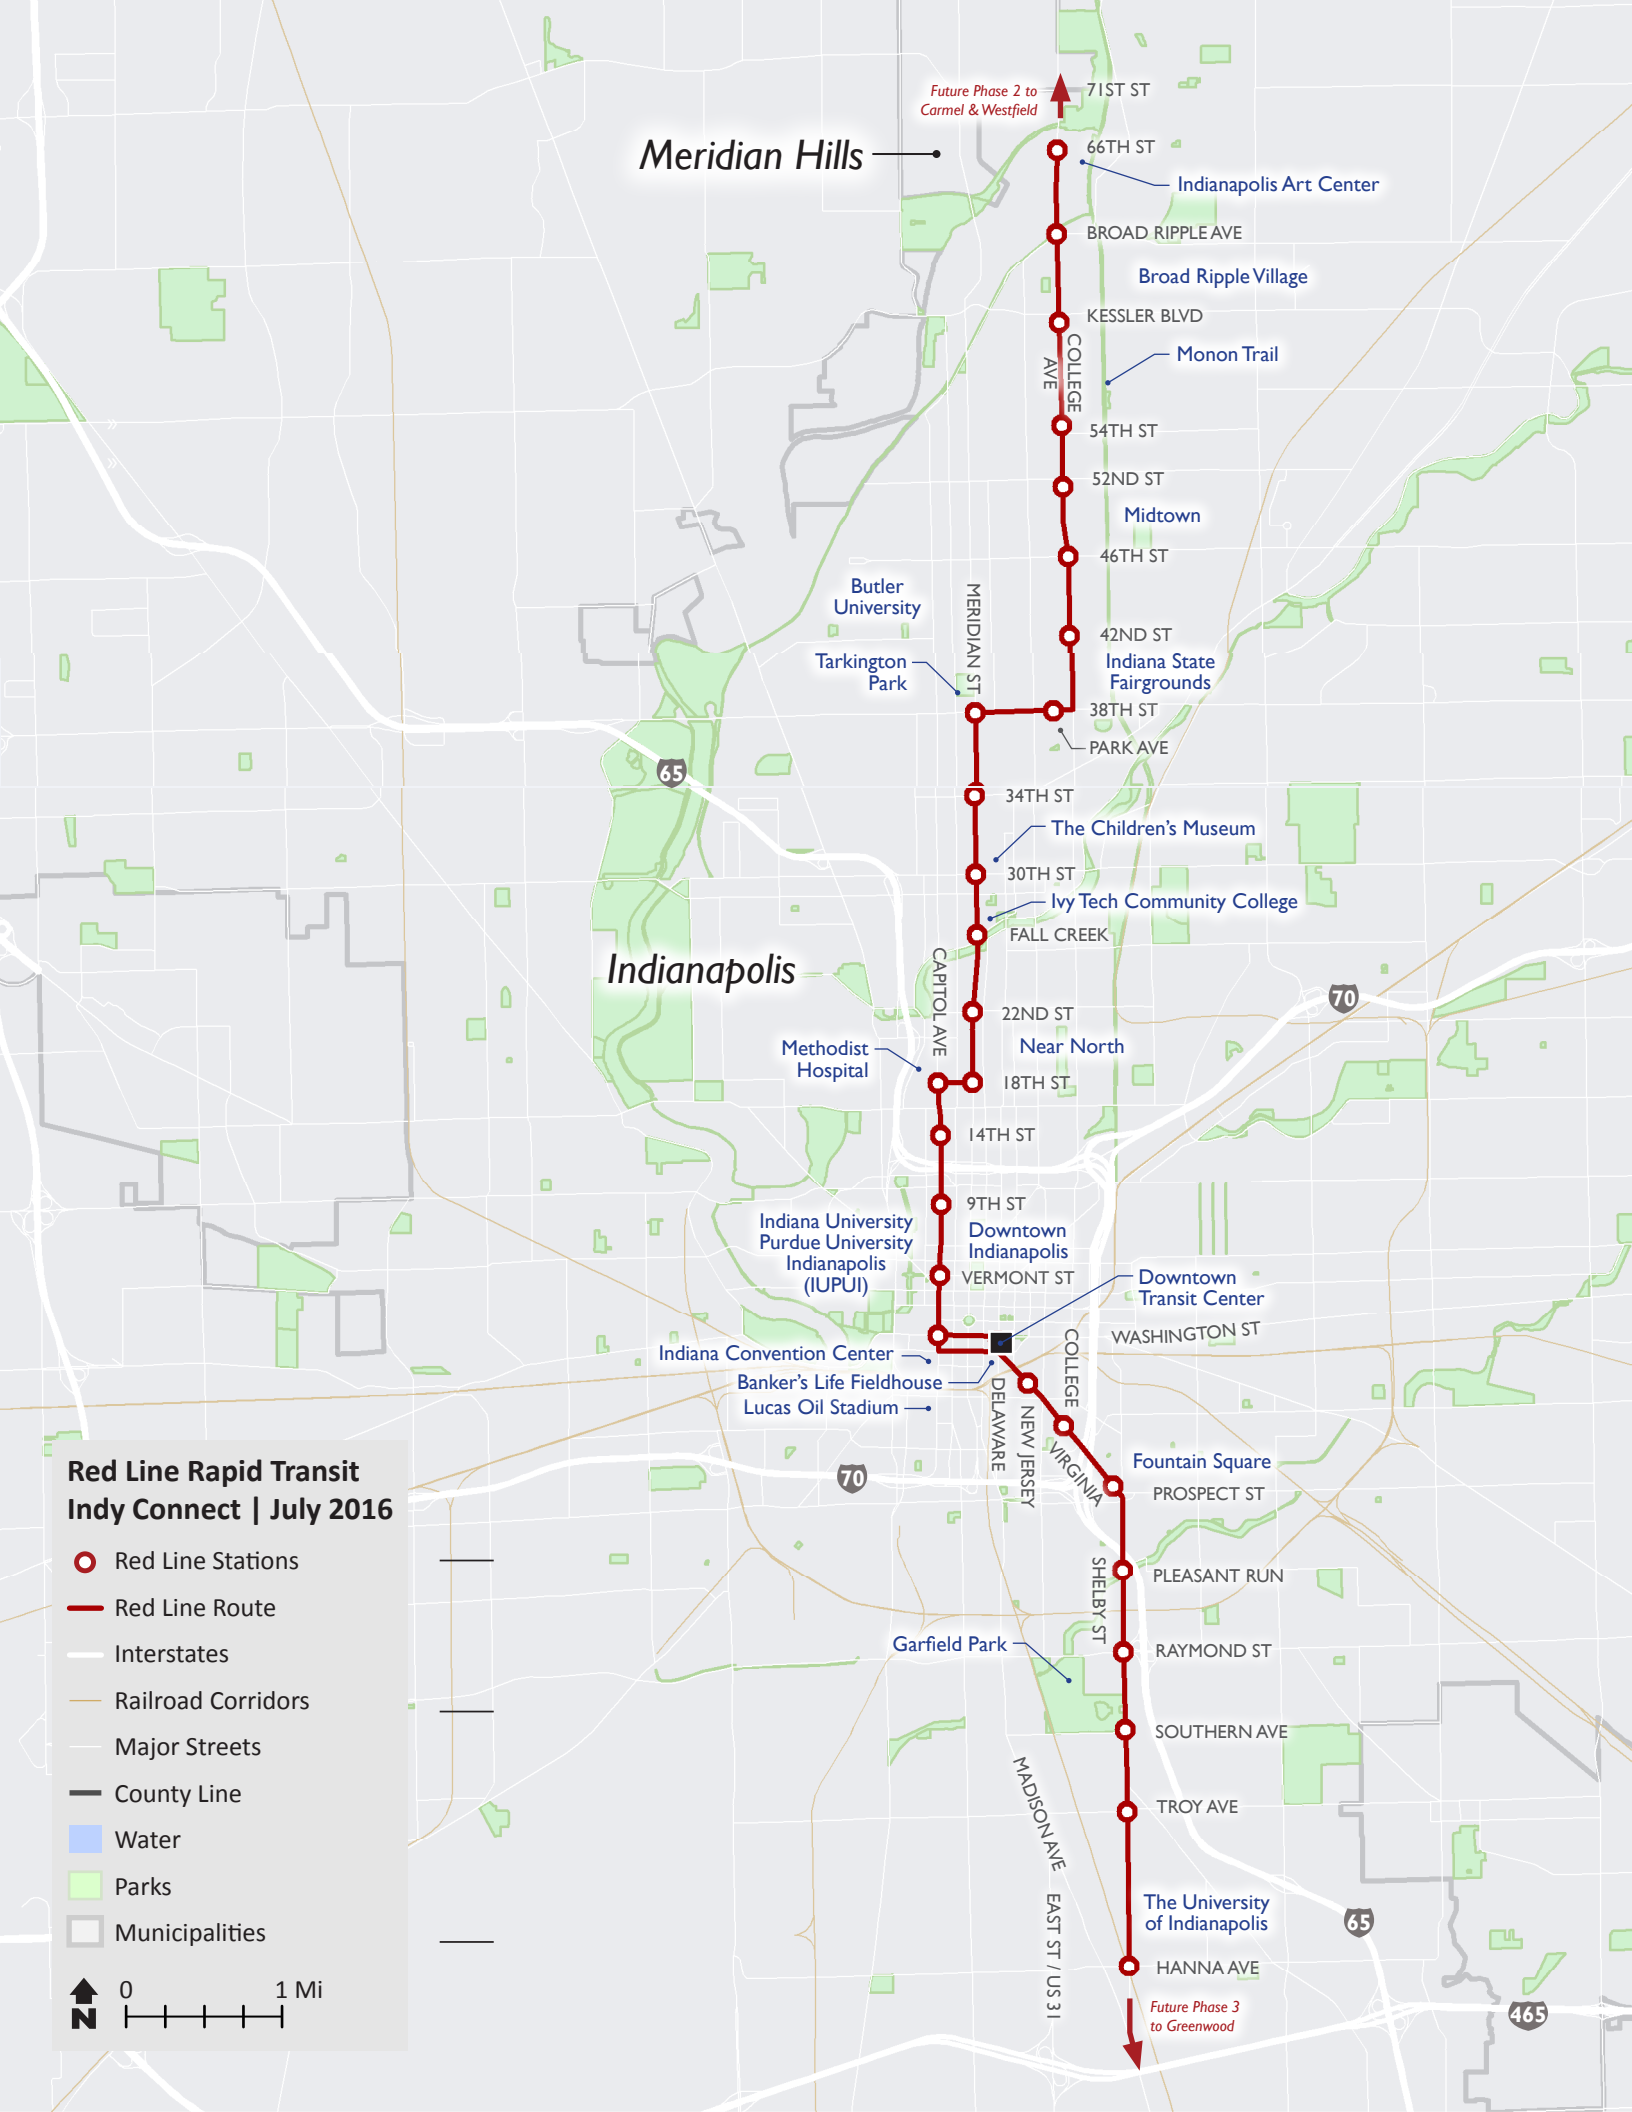 Future Phase 2 to
Carmel & Westfield
71ST ST
Meridian Hills
66TH ST
Indianapolis Art Center
BROAD RIPPLE AVE
Broad Ripple Village
KESSLER BLVD
COLLEGE
AVE
Monon Trail
54TH ST
52ND ST
Midtown
46TH ST
Butler
University
MERIDIAN ST
42ND ST
Tarkington
Park
Indiana State
Fairgrounds
38TH ST
PARK AVE
65
34TH ST
The Children's Museum
30TH ST
Ivy Tech Community College
FALL CREEK
Indianapolis
CAPITOL AVE
70
22ND ST
Methodist
Hospital
Near North
18TH ST
14TH ST
9TH ST
Indiana University
Purdue University
Indianapolis
(IUPUI)
Downtown
Indianapolis
VERMONT ST
Downtown
Transit Center
WASHINGTON ST
COLLEGE
Indiana Convention Center
Banker's Life Fieldhouse
Lucas Oil Stadium
DELAWARE
NEW JERSEY
VIRGINIA
70
Fountain Square
PROSPECT ST
SHELBY ST
PLEASANT RUN
Garfield Park
RAYMOND ST
SOUTHERN AVE
MADISON AVE
TROY AVE
EAST ST / US 31
The University
of Indianapolis
65
HANNA AVE
Future Phase 3
to Greenwood
465
Red Line Rapid Transit
Indy Connect | July 2016
Red Line Stations
Red Line Route
Interstates
Railroad Corridors
Major Streets
County Line
Water
Parks
Municipalities
N
0 1 Mi